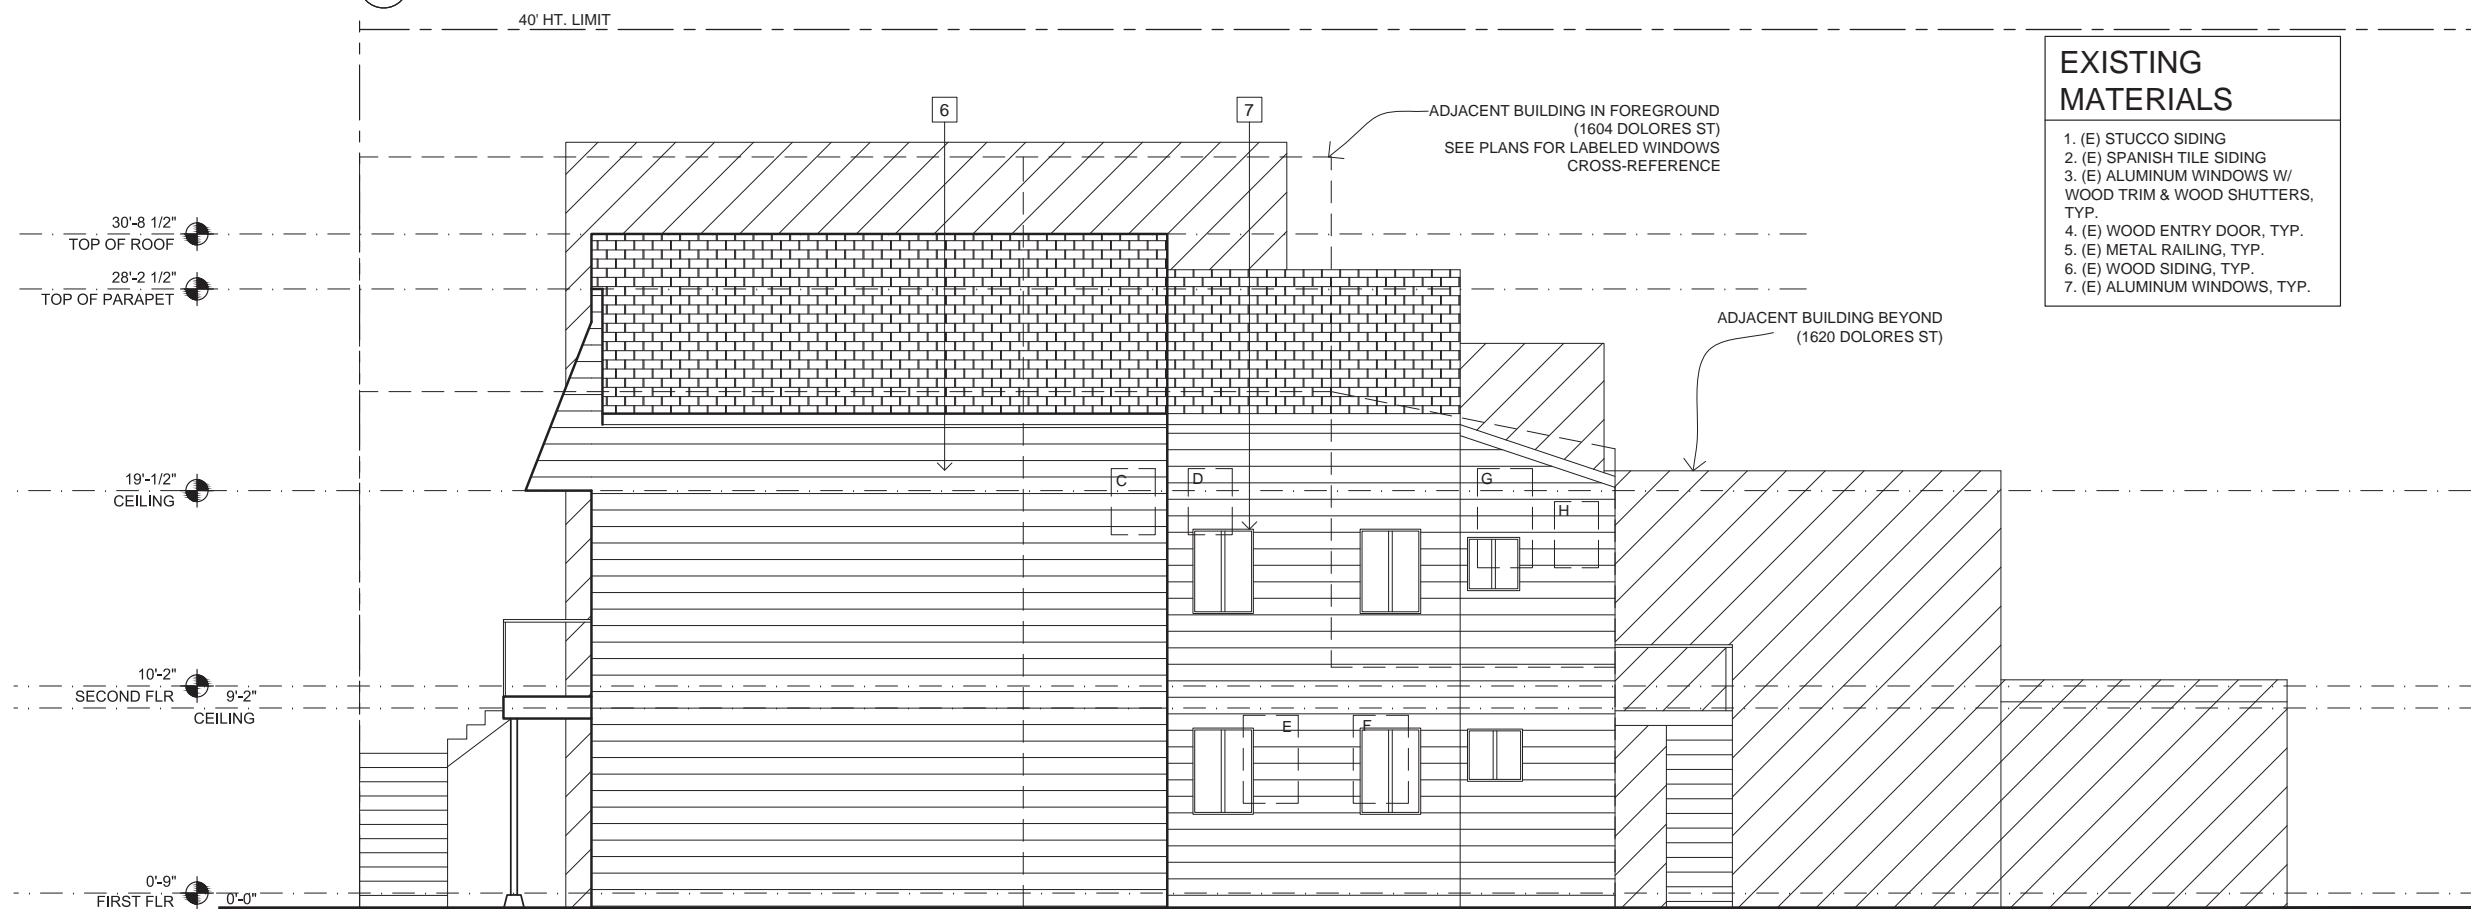 40' HT. LIMIT
EXISTING
MATERIALS
1. (E) STUCCO SIDING
2. (E) SPANISH TILE SIDING
3. (E) ALUMINUM WINDOWS W/
WOOD TRIM & WOOD SHUTTERS,
TYP.
4. (E) WOOD ENTRY DOOR, TYP.
5. (E) METAL RAILING, TYP.
6. (E) WOOD SIDING, TYP.
7. (E) ALUMINUM WINDOWS, TYP.
6
7
ADJACENT BUILDING IN FOREGROUND
(1604 DOLORES ST)
SEE PLANS FOR LABELED WINDOWS
CROSS-REFERENCE
30'-8 1/2"
TOP OF ROOF
28'-2 1/2"
TOP OF PARAPET
ADJACENT BUILDING BEYOND
(1620 DOLORES ST)
19'-1/2"
CEILING
C
D
G
H
10'-2"
SECOND FLR
9'-2"
CEILING
E
F
0'-9"
FIRST FLR
0'-0"